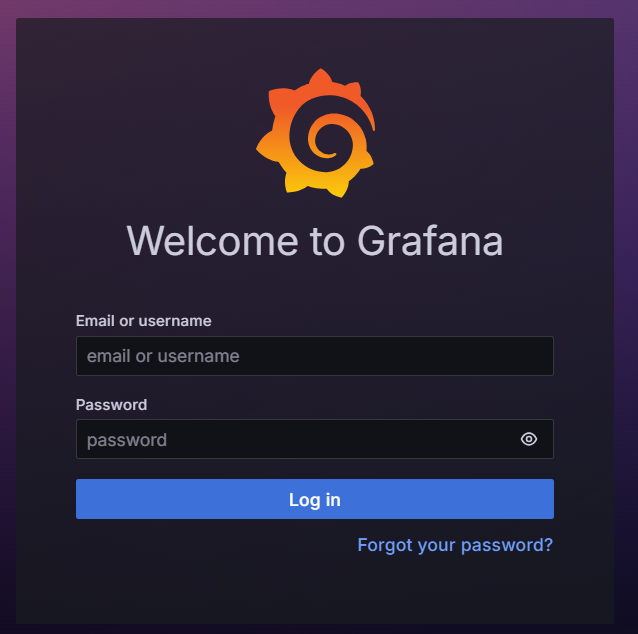 Welcome to Grafana
Email or username
email or username
Password
password
Log in
Forgot your password?